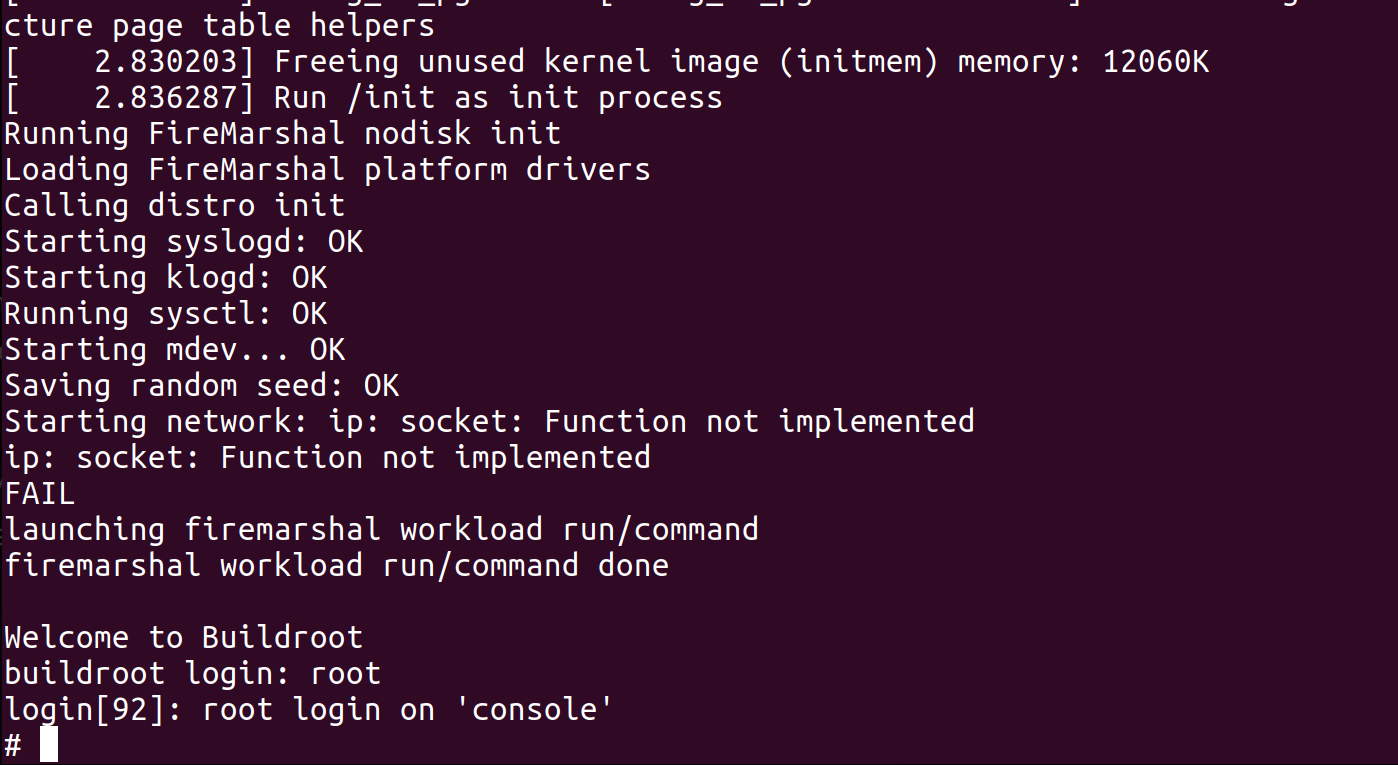 cture page table helpers
[    2.830203] Freeing unused kernel image (initmem) memory: 12060K
[    2.836287] Run /init as init process
Running FireMarshal nodisk init
Loading FireMarshal platform drivers
Calling distro init
Starting syslogd: OK
Starting klogd: OK
Running sysctl: OK
Starting mdev... OK
Saving random seed: OK
Starting network: ip: socket: Function not implemented
ip: socket: Function not implemented
FAIL
launching firemarshal workload run/command
firemarshal workload run/command done
Welcome to Buildroot
buildroot login: root
login[92]: root login on 'console'
#